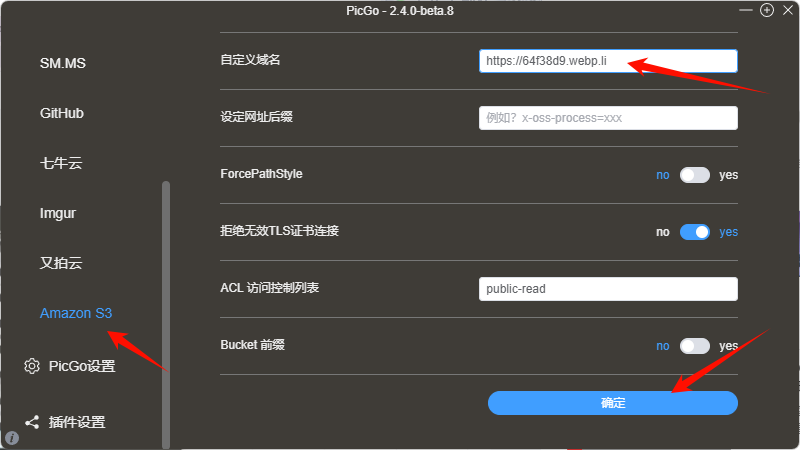 PicGo - 2.4.0-beta.8
SM.MS
GitHub
七牛云
Imgur
又拍云
Amazon S3
PicGo设置
插件设置
自定义域名
https://64f38d9.webp.li
设定网址后缀
例如？x-oss-process=xxx
ForcePathStyle
no yes
拒绝无效TLS证书连接
no yes
ACL 访问控制列表
public-read
Bucket 前缀
no yes
确定